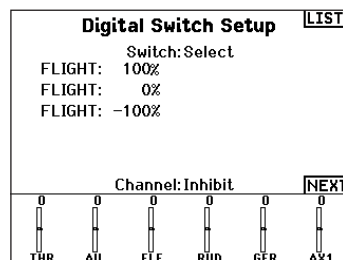 Digital Switch Setup LIST
Switch:Select
FLIGHT: 100%
FLIGHT: 0%
FLIGHT: -100%
Channel:Inhibit NEXT
0 0 0 0 0 0
THR AIL ELE RUD GER AX1